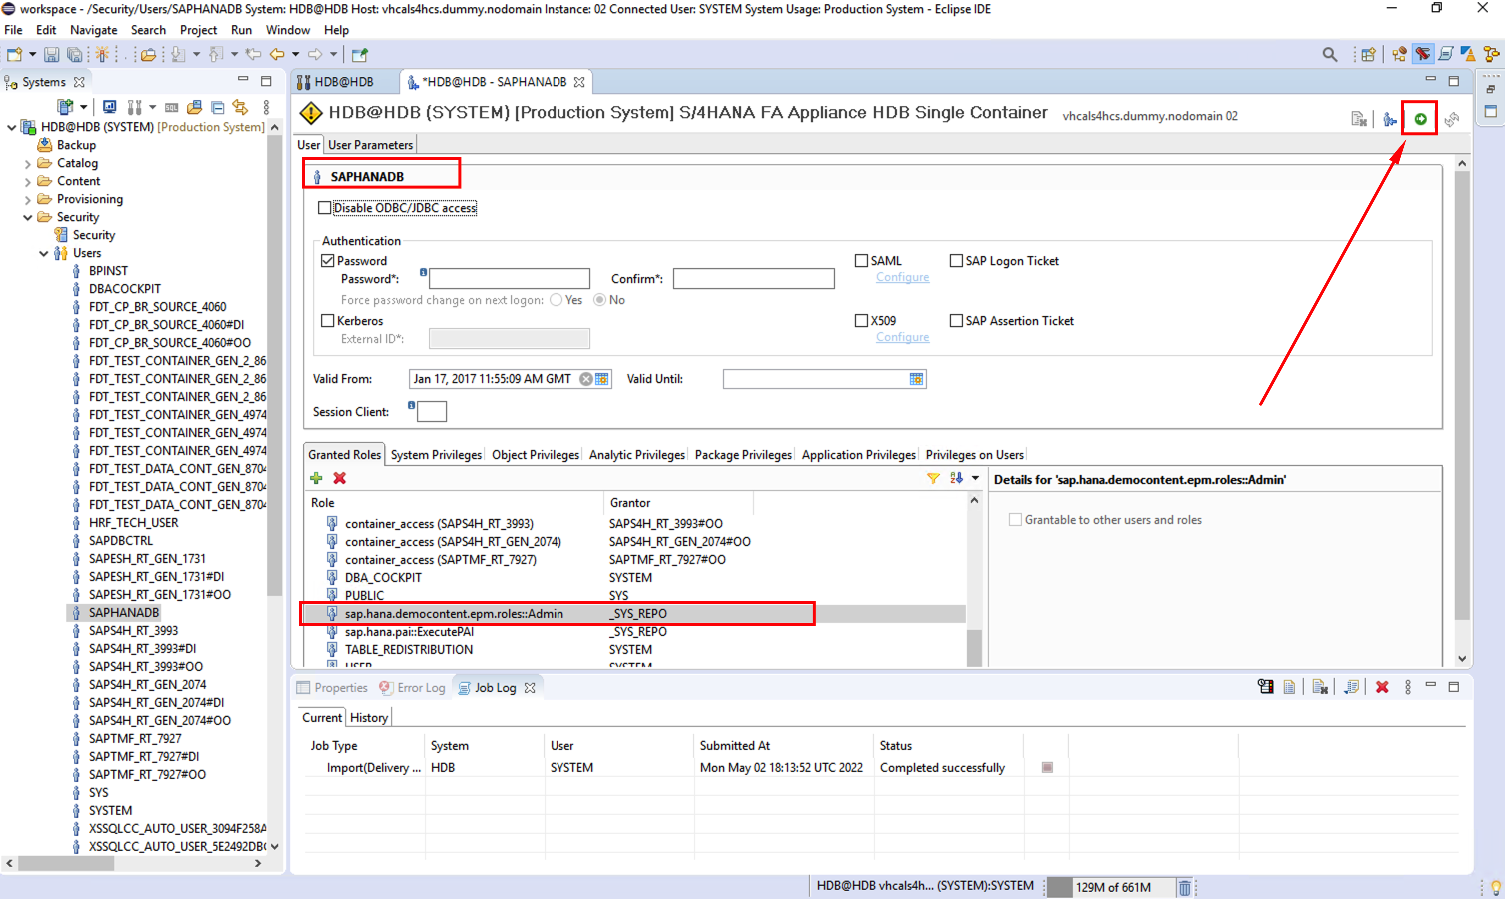 workspace - /Security/Users/SAPHANADB System: HDB@HDB Host: vhcals4hcs.dummy.nodomain Instance: 02 Connected User: SYSTEM System Usage: Production System - Eclipse IDE
File Edit Navigate Search Project Run Window Help
Systems
HDB@HDB
*HDB@HDB - SAPHANADB
HDB@HDB (SYSTEM) [Production System]
Backup
Catalog
Content
Provisioning
Security
Security
Users
BPINST
DBACOCKPIT
FDT_CP_BR_SOURCE_4060
FDT_CP_BR_SOURCE_4060#DI
FDT_CP_BR_SOURCE_4060#OO
FDT_TEST_CONTAINER_GEN_2_86
FDT_TEST_CONTAINER_GEN_2_86
FDT_TEST_CONTAINER_GEN_2_86
FDT_TEST_CONTAINER_GEN_4974
FDT_TEST_CONTAINER_GEN_4974
FDT_TEST_CONTAINER_GEN_4974
FDT_TEST_DATA_CONT_GEN_8704
FDT_TEST_DATA_CONT_GEN_8704
FDT_TEST_DATA_CONT_GEN_8704
HRF_TECH_USER
SAPDBCTRL
SAPESH_RT_GEN_1731
SAPESH_RT_GEN_1731#DI
SAPESH_RT_GEN_1731#OO
SAPHANADB
SAPS4H_RT_3993
SAPS4H_RT_3993#DI
SAPS4H_RT_3993#OO
SAPS4H_RT_GEN_2074
SAPS4H_RT_GEN_2074#DI
SAPS4H_RT_GEN_2074#OO
SAPTMF_RT_7927
SAPTMF_RT_7927#DI
SAPTMF_RT_7927#OO
SYS
SYSTEM
XSSQLCC_AUTO_USER_3094F258A
XSSQLCC_AUTO_USER_5E2492DB
HDB@HDB (SYSTEM) [Production System] S/4HANA FA Appliance HDB Single Container vhcals4hcs.dummy.nodomain 02
User User Parameters
SAPHANADB
Disable ODBC/JDBC access
Authentication
Password SAML SAP Logon Ticket
Password*: Confirm*: Configure
Force password change on next logon: Yes No
Kerberos X509 SAP Assertion Ticket
External ID*: Configure
Valid From: Jan 17, 2017 11:55:09 AM GMT Valid Until:
Session Client:
Granted Roles System Privileges Object Privileges Analytic Privileges Package Privileges Application Privileges Privileges on Users
Details for 'sap.hana.democontent.epm.roles::Admin'
Grantable to other users and roles
Role Grantor
container_access (SAPS4H_RT_3993) SAPS4H_RT_3993#OO
container_access (SAPS4H_RT_GEN_2074) SAPS4H_RT_GEN_2074#OO
container_access (SAPTMF_RT_7927) SAPTMF_RT_7927#OO
DBA_COCKPIT SYSTEM
PUBLIC SYS
sap.hana.democontent.epm.roles::Admin _SYS_REPO
sap.hana.pai::ExecutePAI _SYS_REPO
TABLE_REDISTRIBUTION SYSTEM
Properties Error Log Job Log
Current History
Job Type System User Submitted At Status
Import(Delivery ... HDB SYSTEM Mon May 02 18:13:52 UTC 2022 Completed successfully
HDB@HDB vhcals4h... (SYSTEM):SYSTEM 129M of 661M